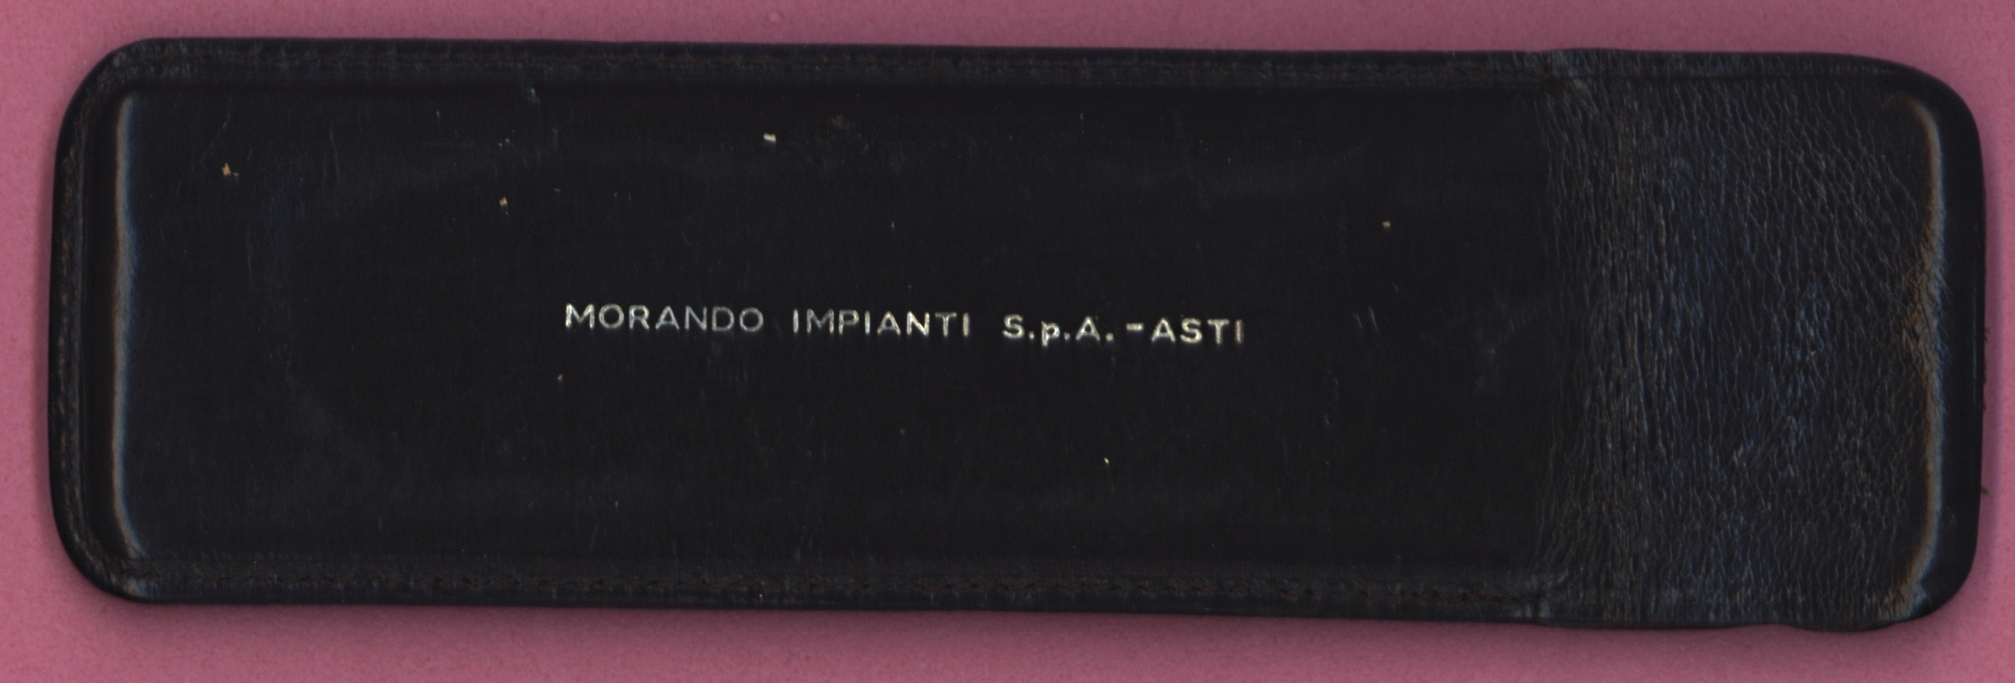 MORANDO IMPIANTI S.p.A.-ASTI